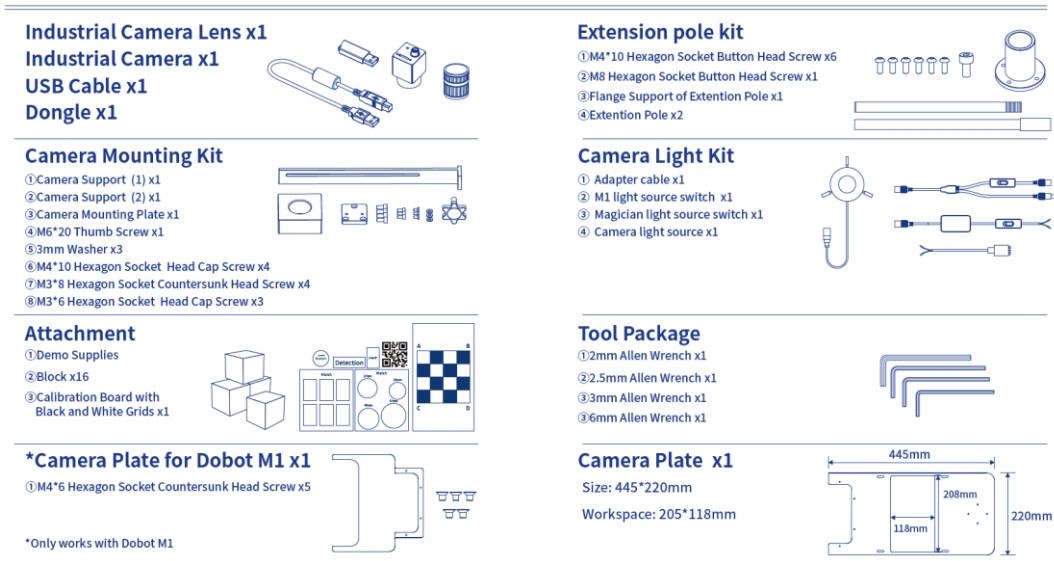 Industrial Camera Lens x1
Industrial Camera x1
USB Cable x1
Dongle x1
Extension pole kit
①M4*10 Hexagon Socket Button Head Screw x6
②M8 Hexagon Socket Button Head Screw x1
③Flange Support of Extention Pole x1
④Extention Pole x2
Camera Mounting Kit
①Camera Support (1) x1
②Camera Support (2) x1
③Camera Mounting Plate x1
④M6*20 Thumb Screw x1
⑤3mm Washer x3
⑥M4*10 Hexagon Socket Head Cap Screw x4
⑦M3*8 Hexagon Socket Countersunk Head Screw x4
⑧M3*6 Hexagon Socket Head Cap Screw x3
Camera Light Kit
① Adapter cable x1
② M1 light source switch x1
③ Magician light source switch x1
④ Camera light source x1
Attachment
①Demo Supplies
②Block x16
③Calibration Board with
Black and White Grids x1
Detection
Match
Match
A
B
C
D
Tool Package
①2mm Allen Wrench x1
②2.5mm Allen Wrench x1
③3mm Allen Wrench x1
③6mm Allen Wrench x1
*Camera Plate for Dobot M1 x1
①M4*6 Hexagon Socket Countersunk Head Screw x5
*Only works with Dobot M1
Camera Plate x1
Size: 445*220mm
Workspace: 205*118mm
445mm
208mm
118mm
220mm